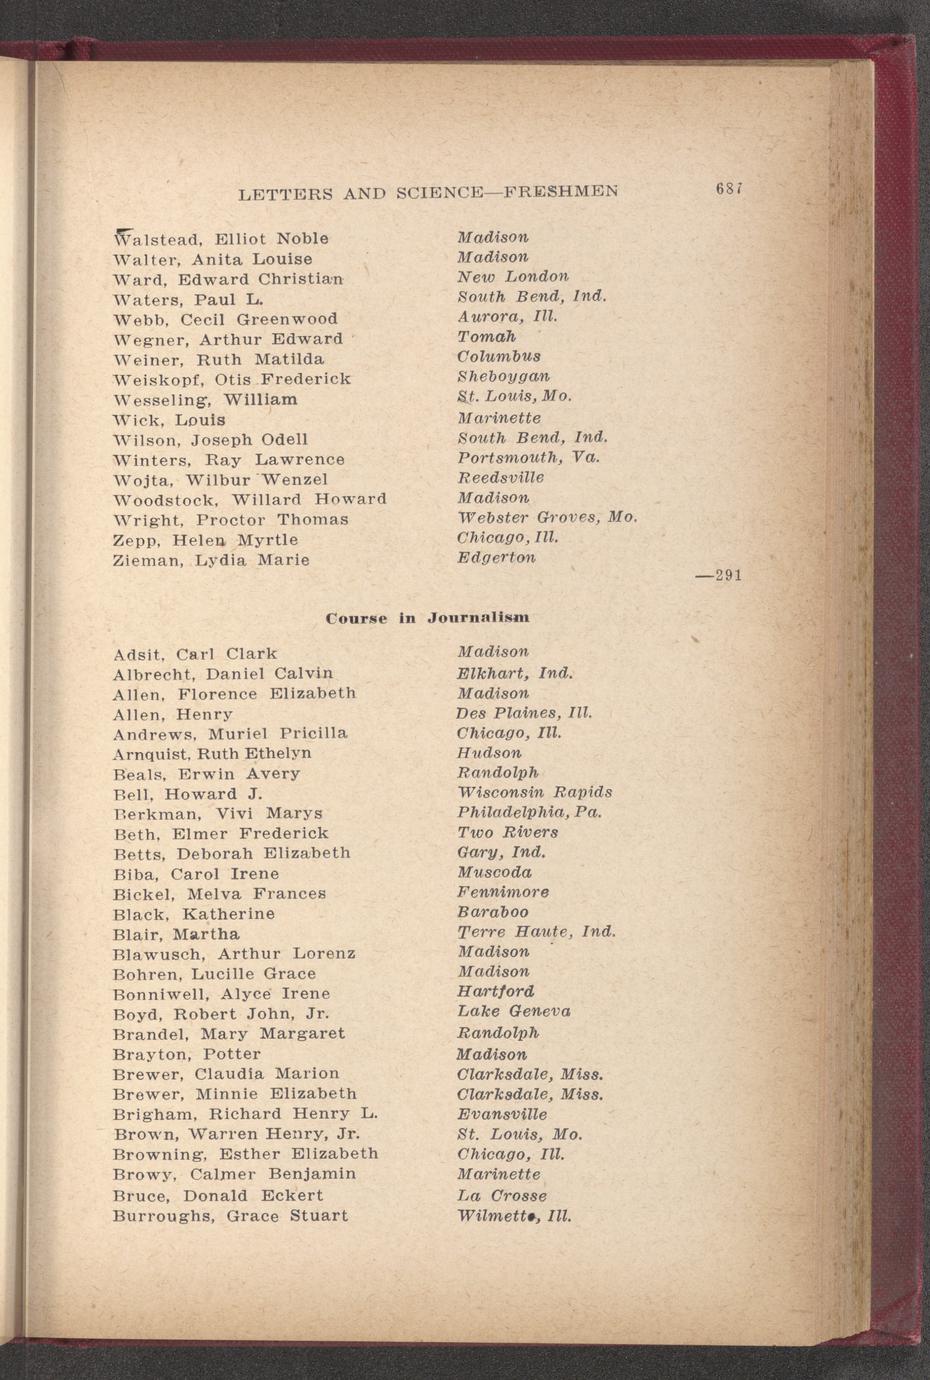 LETTERS AND SCIENCE—FRESHMEN 687
Walstead, Elliot Noble Madison
Walter, Anita Louise Madison
Ward, Edward Christian New London
Waters, Paul L. South Bend, Ind.
Webb, Cecil Greenwood Aurora, Ill.
Wegner, Arthur Edward Tomah
Weiner, Ruth Matilda Columbus
Weiskopf, Otis Frederick Sheboygan
Wesseling, William St. Louis, Mo.
Wick, Louis Marinette
Wilson, Joseph Odell South Bend, Ind.
Winters, Ray Lawrence Portsmouth, Va.
Wojta, Wilbur Wenzel Reedsville
Woodstock, Willard Howard Madison
Wright, Proctor Thomas Webster Groves, Mo.
Zepp, Helen Myrtle Chicago, Ill.
Zieman, Lydia Marie Edgerton
—291
Course in Journalism
Adsit, Carl Clark Madison
Albrecht, Daniel Calvin Elkhart, Ind.
Allen, Florence Elizabeth Madison
Allen, Henry Des Plaines, Ill.
Andrews, Muriel Pricilla Chicago, Ill.
Arnquist, Ruth Ethelyn Hudson
Beals, Erwin Avery Randolph
Bell, Howard J. Wisconsin Rapids
Berkman, Vivi Marys Philadelphia, Pa.
Beth, Elmer Frederick Two Rivers
Betts, Deborah Elizabeth Gary, Ind.
Biba, Carol Irene Muscoda
Bickel, Melva Frances Fennimore
Black, Katherine Baraboo
Blair, Martha Terre Haute, Ind.
Blawusch, Arthur Lorenz Madison
Bohren, Lucille Grace Madison
Bonniwell, Alyce Irene Hartford
Boyd, Robert John, Jr. Lake Geneva
Brandel, Mary Margaret Randolph
Brayton, Potter Madison
Brewer, Claudia Marion Clarksdale, Miss.
Brewer, Minnie Elizabeth Clarksdale, Miss.
Brigham, Richard Henry L. Evansville
Brown, Warren Henry, Jr. St. Louis, Mo.
Browning, Esther Elizabeth Chicago, Ill.
Browy, Calmer Benjamin Marinette
Bruce, Donald Eckert La Crosse
Burroughs, Grace Stuart Wilmette, Ill.